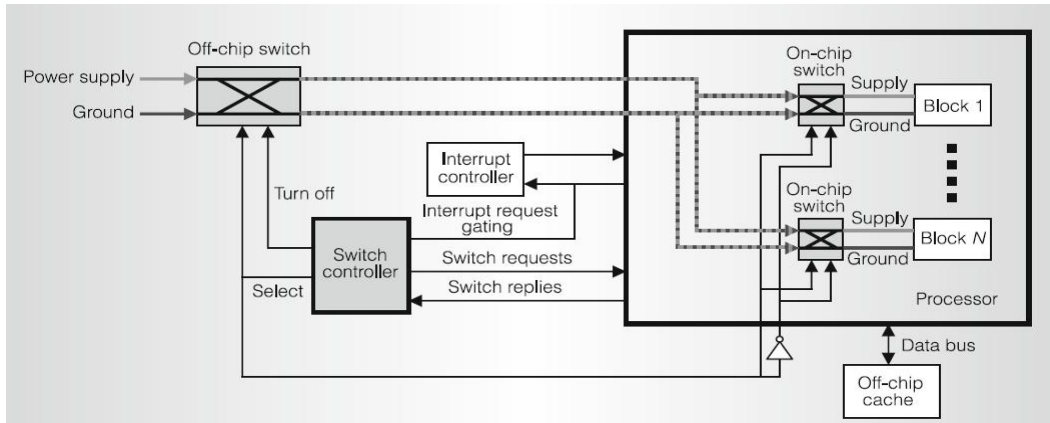 Off-chip switch
Power supply
Ground
On-chip
switch
Supply
Block 1
Ground
Interrupt
controller
Turn off
Interrupt request
gating
Switch
controller
Switch requests
Select
Switch replies
On-chip
switch
Supply
Block N
Ground
Processor
Data bus
Off-chip
cache